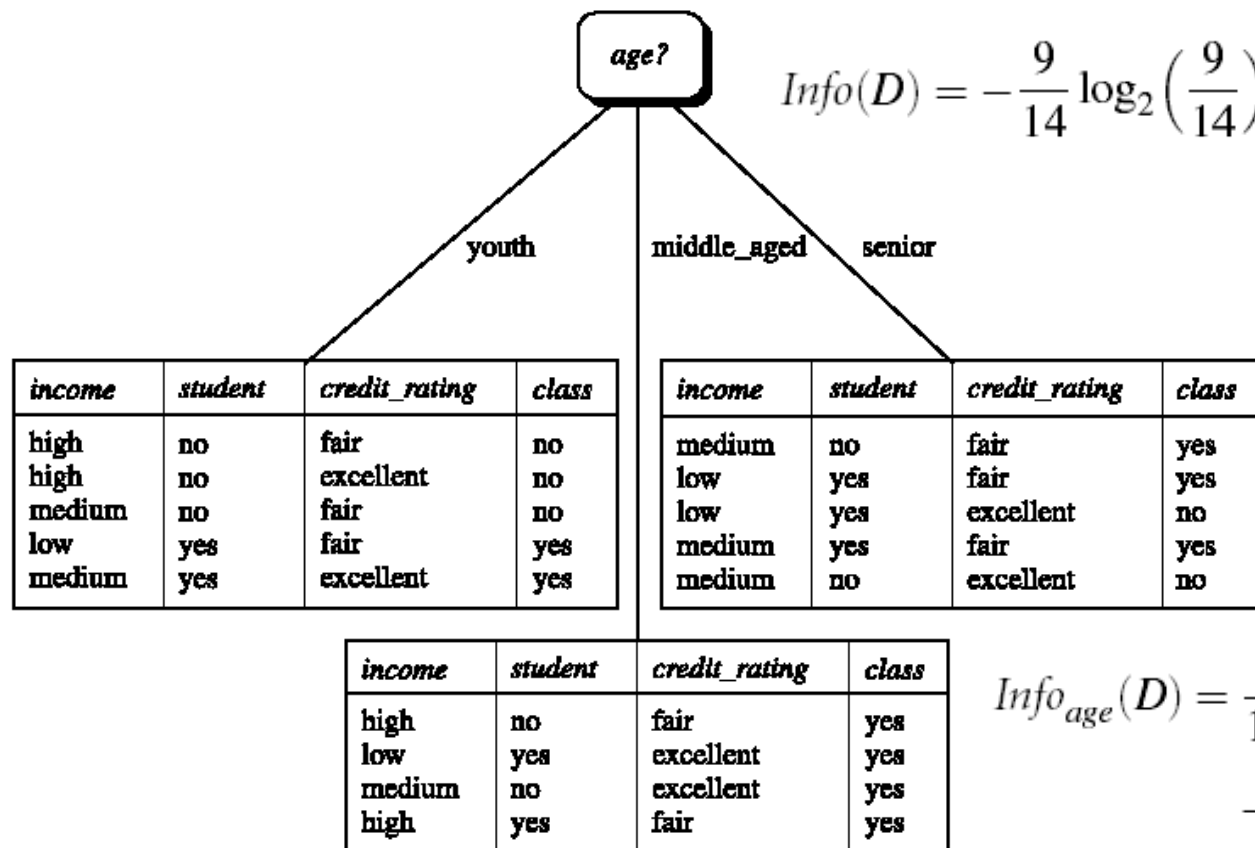 age?
Info(D) = −9/14 log₂(9/14)
youth middle_aged senior
income student credit_rating class
high no fair no
high no excellent no
medium no fair no
low yes fair yes
medium yes excellent yes
income student credit_rating class
medium no fair yes
low yes fair yes
low yes excellent no
medium yes fair yes
medium no excellent no
income student credit_rating class
high no fair yes
low yes excellent yes
medium no excellent yes
high yes fair yes
Info_age(D) =